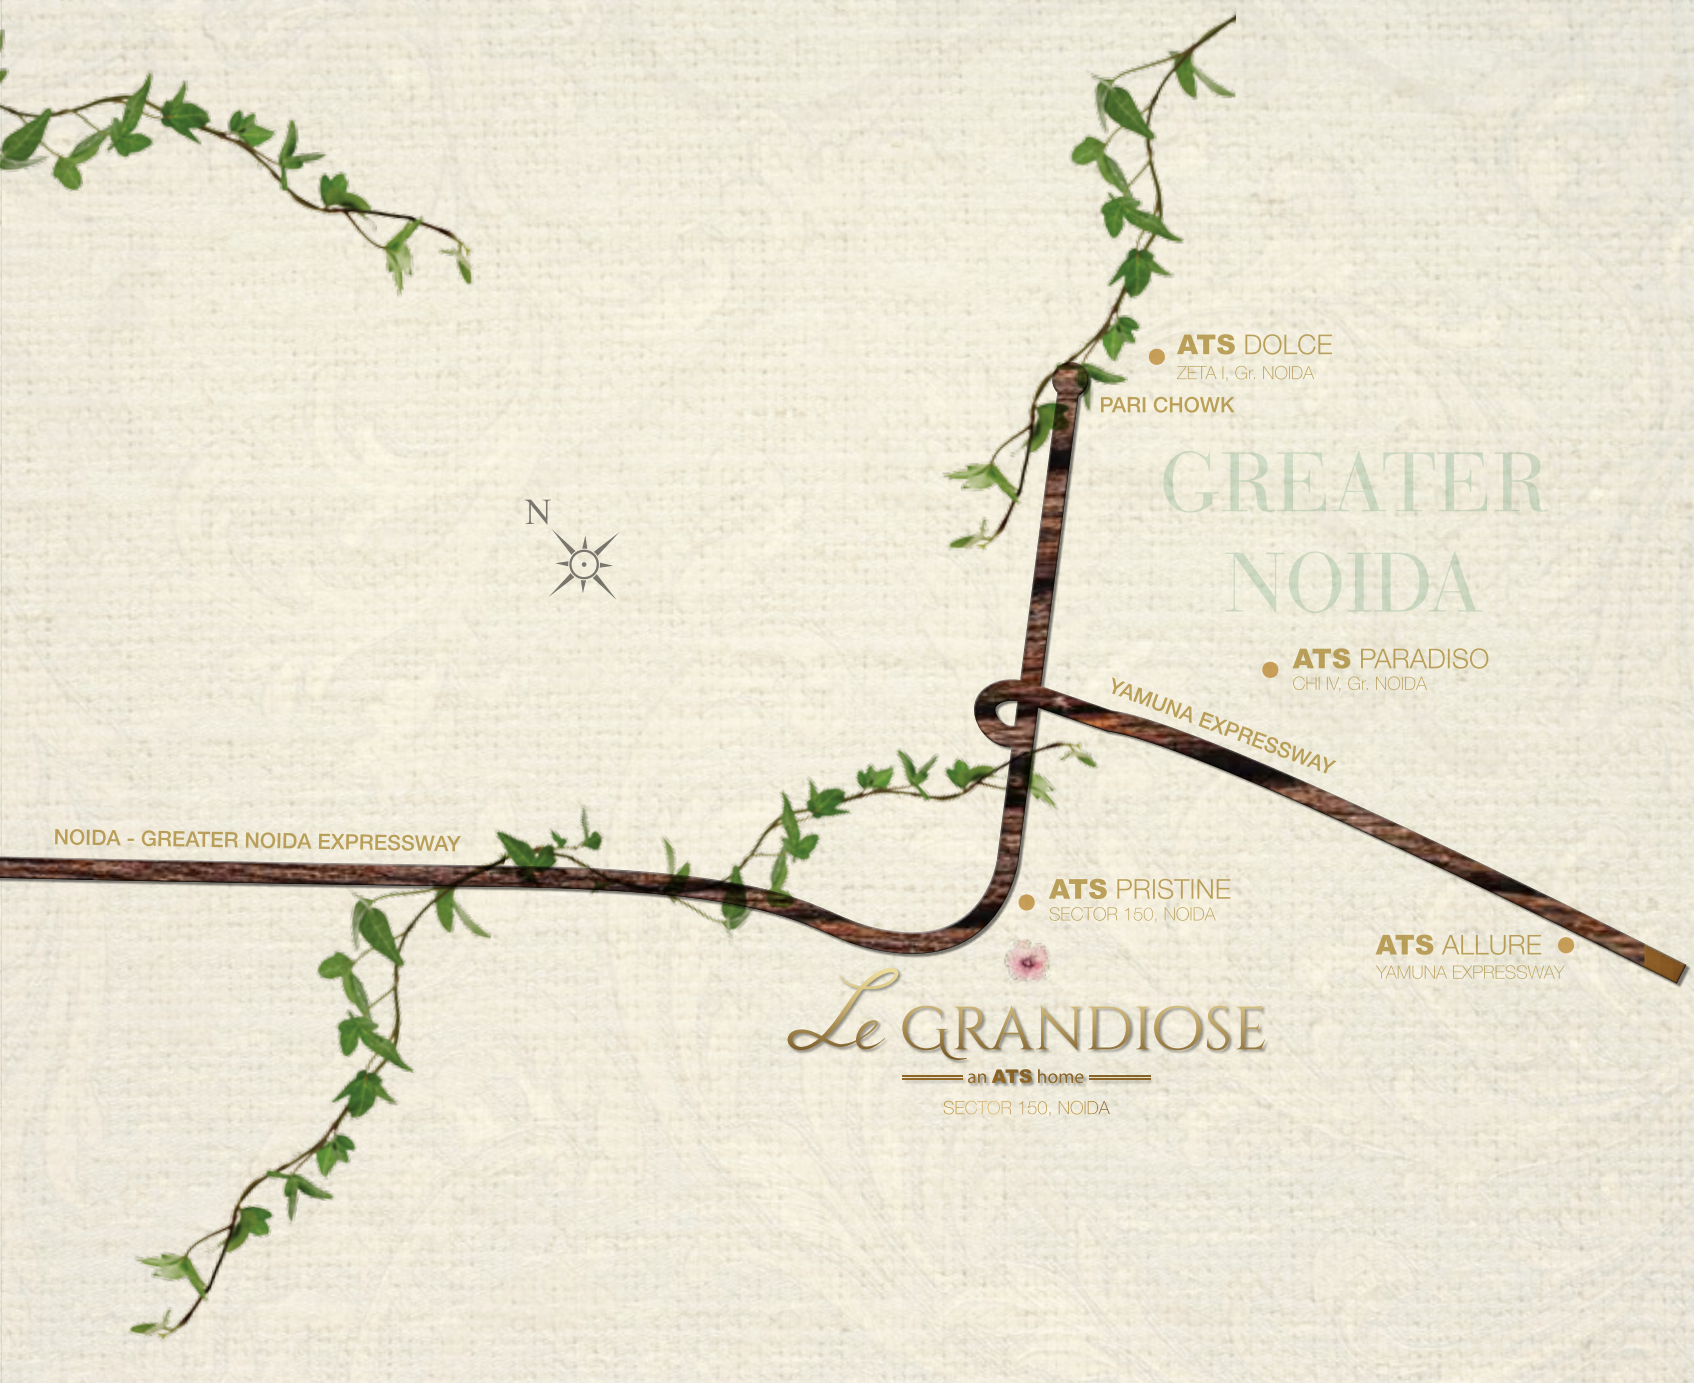 ATS DOLCE
ZETA I, Gr. NOIDA
PARI CHOWK
GREATER
NOIDA
N
ATS PARADISO
CHI IV, Gr. NOIDA
YAMUNA EXPRESSWAY
NOIDA - GREATER NOIDA EXPRESSWAY
ATS PRISTINE
SECTOR 150, NOIDA
ATS ALLURE
YAMUNA EXPRESSWAY
Le GRANDIOSE
an ATS home
SECTOR 150, NOIDA